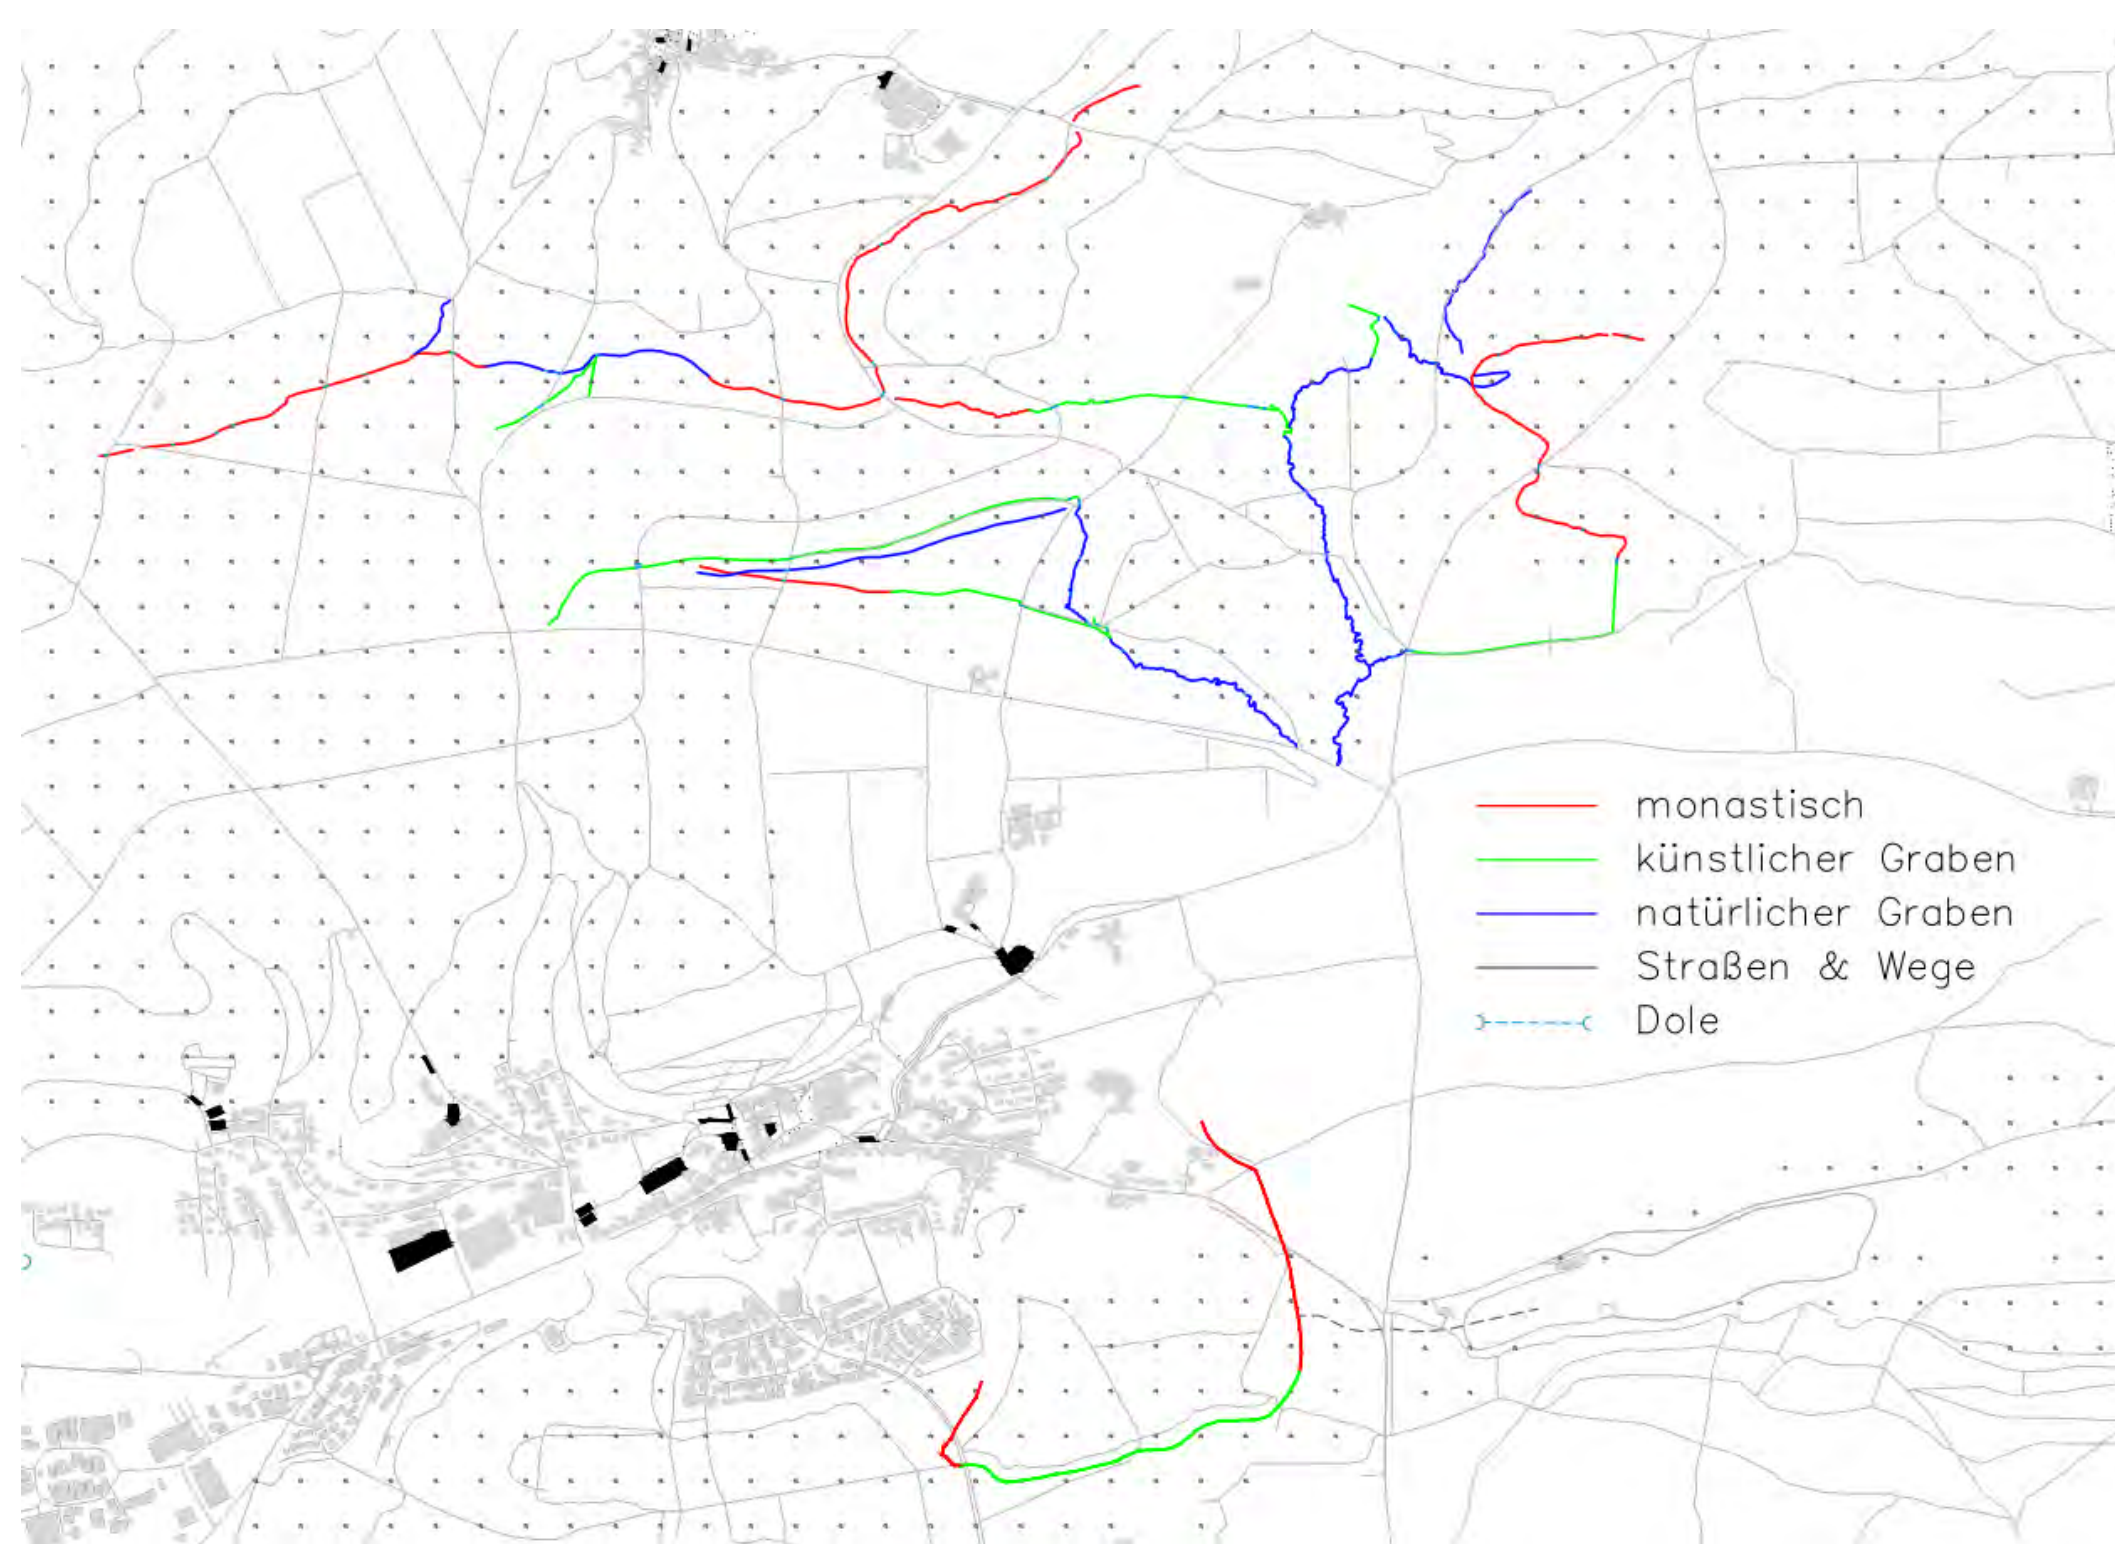 monastisch
künstlicher Graben
natürlicher Graben
Straßen & Wege
Dole